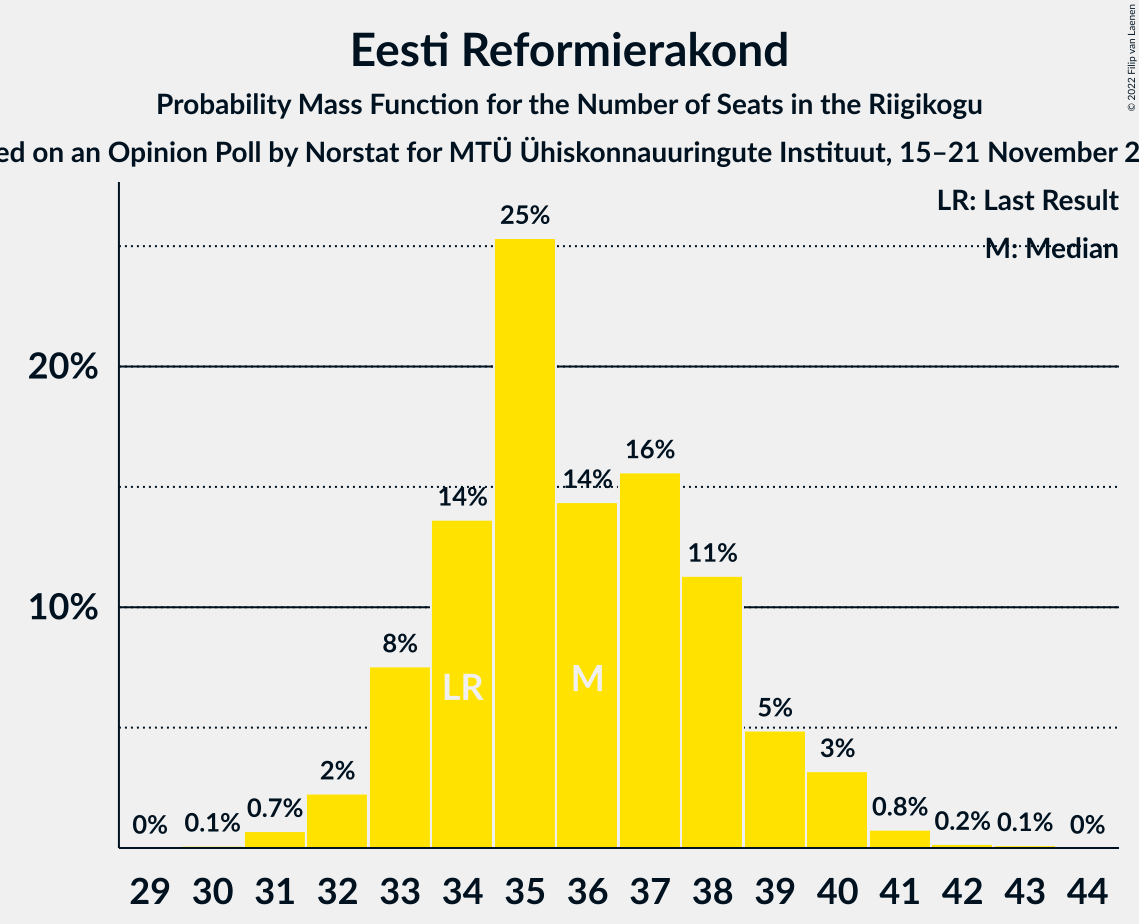 Eesti Reformierakond
Probability Mass Function for the Number of Seats in the Riigikogu
ed on an Opinion Poll by Norstat for MTÜ Ühiskonnauuringute Instituut, 15–21 November 2
© 2022 Filip van Laenen
LR: Last Result
M: Median
20%
10%
0% 0.1% 0.7% 2% 8% 14% 25% 14% 16% 11% 5% 3% 0.8% 0.2% 0.1% 0%
LR M
29 30 31 32 33 34 35 36 37 38 39 40 41 42 43 44